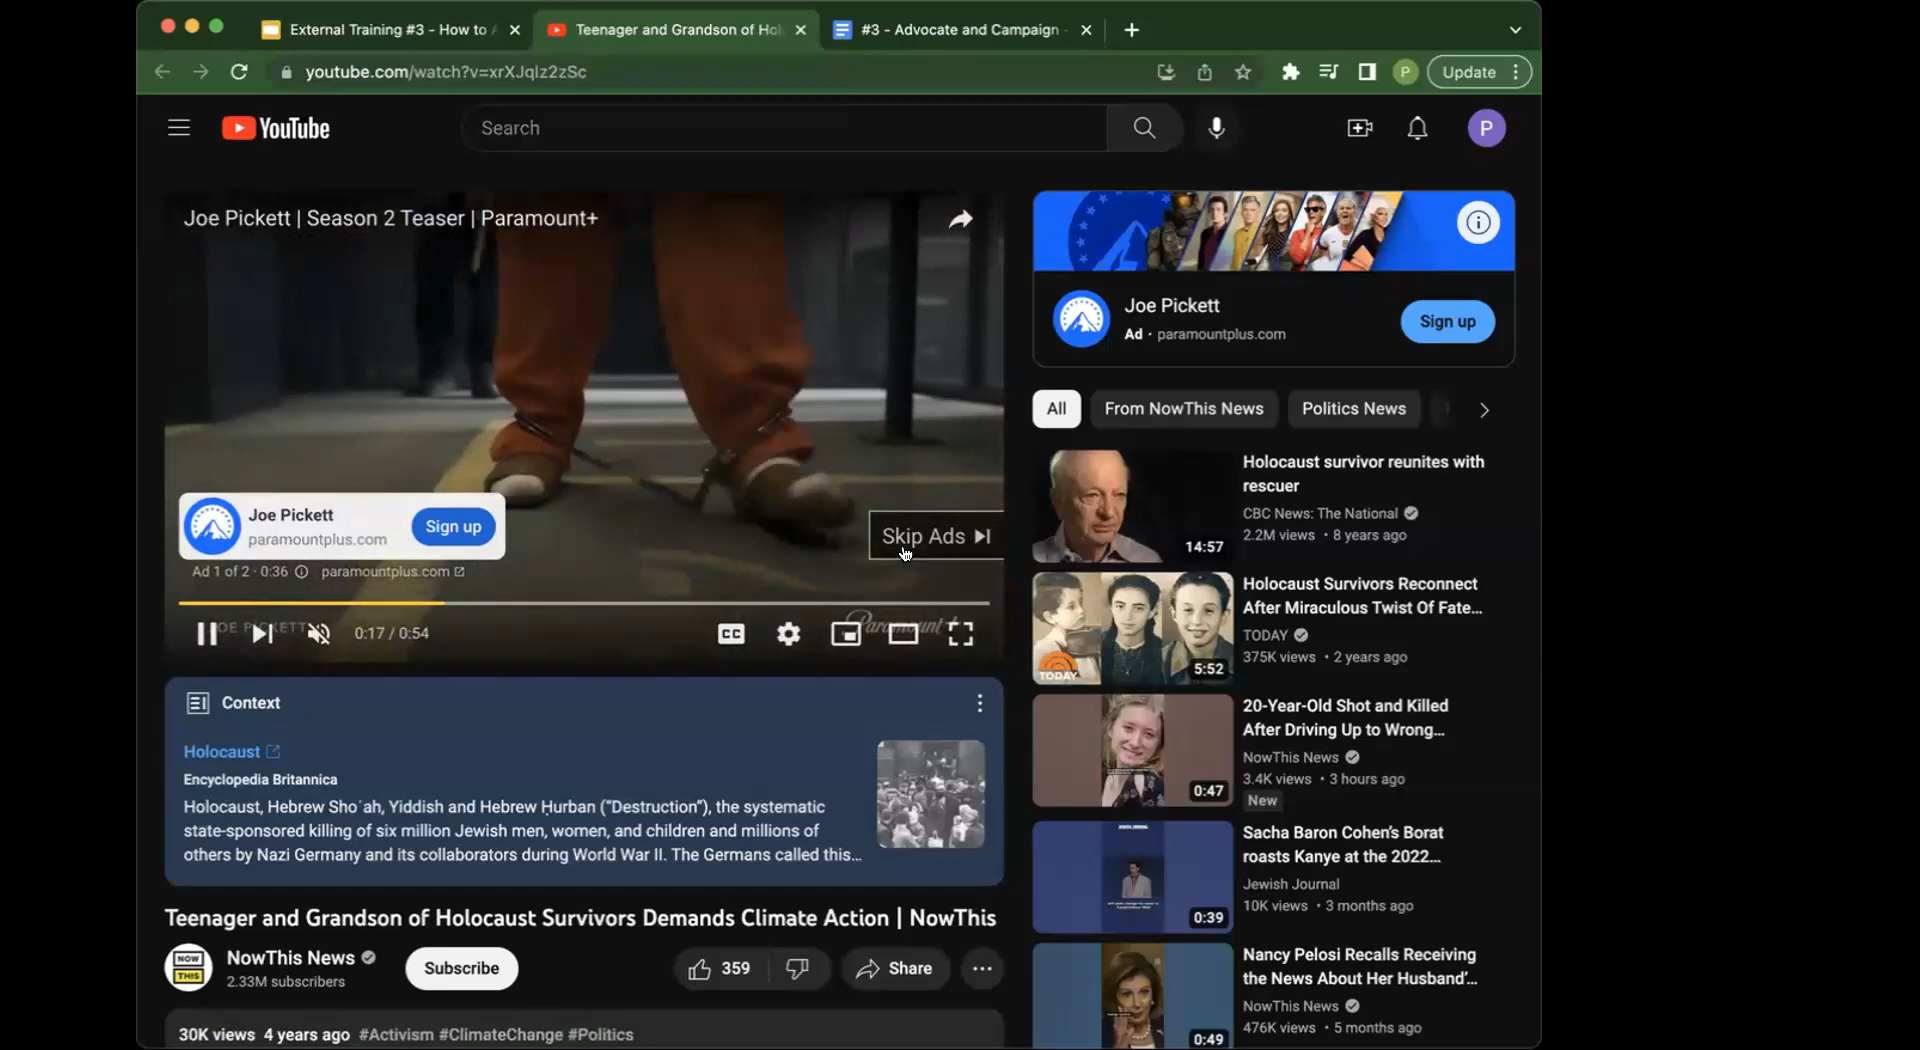 External Training #3 - How to A
Teenager and Grandson of Hol
#3 - Advocate and Campaign -
youtube.com/watch?v=xrXJqlz2zSc
P
Update
YouTube
Search
P
Joe Pickett | Season 2 Teaser | Paramount+
Joe Pickett
paramountplus.com
Sign up
Skip Ads
Ad 1 of 2 · 0:36
paramountplus.com
JOE PICKETT
Paramount+
0:17 / 0:54
CC
Context
Holocaust
Encyclopedia Britannica
Holocaust, Hebrew Shoʾah, Yiddish and Hebrew Ḥurban (“Destruction”), the systematic
state-sponsored killing of six million Jewish men, women, and children and millions of
others by Nazi Germany and its collaborators during World War II. The Germans called this...
Teenager and Grandson of Holocaust Survivors Demands Climate Action | NowThis
NOW
THIS
NowThis News
2.33M subscribers
Subscribe
359
Share
30K views 4 years ago #Activism #ClimateChange #Politics
Joe Pickett
Ad · paramountplus.com
Sign up
All
From NowThis News
Politics News
14:57
Holocaust survivor reunites with
rescuer
CBC News: The National
2.2M views • 8 years ago
TODAY
5:52
Holocaust Survivors Reconnect
After Miraculous Twist Of Fate...
TODAY
375K views • 2 years ago
0:47
20-Year-Old Shot and Killed
After Driving Up to Wrong...
NowThis News
3.4K views • 3 hours ago
New
0:39
Sacha Baron Cohen’s Borat
roasts Kanye at the 2022...
Jewish Journal
10K views • 3 months ago
0:49
Nancy Pelosi Recalls Receiving
the News About Her Husband’...
NowThis News
476K views • 5 months ago